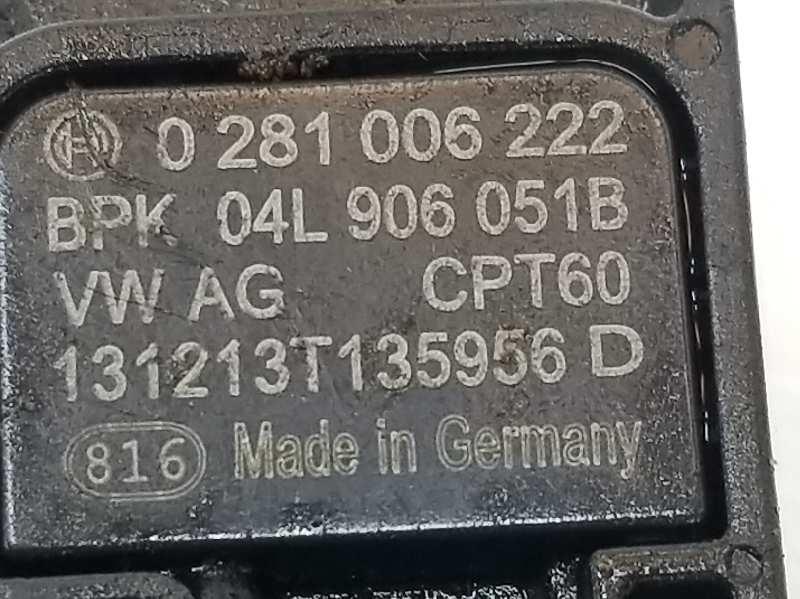 0 281 006 222
BPK 04L 906 051B
VW AG CPT60
131213T135956 D
816 Made in Germany